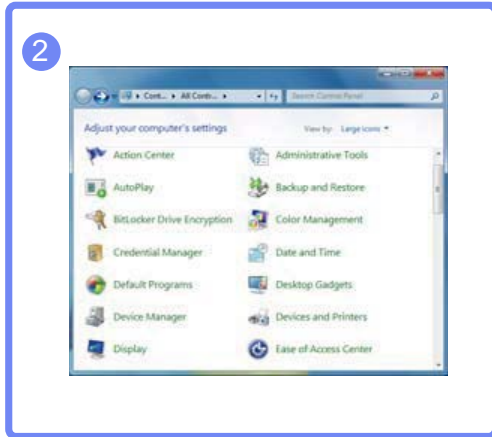 2
Cont... ▸ All Contr... ▸
Search Control Panel
Adjust your computer's settings
View by: Large icons
Action Center
Administrative Tools
AutoPlay
Backup and Restore
BitLocker Drive Encryption
Color Management
Credential Manager
Date and Time
Default Programs
Desktop Gadgets
Device Manager
Devices and Printers
Display
Ease of Access Center